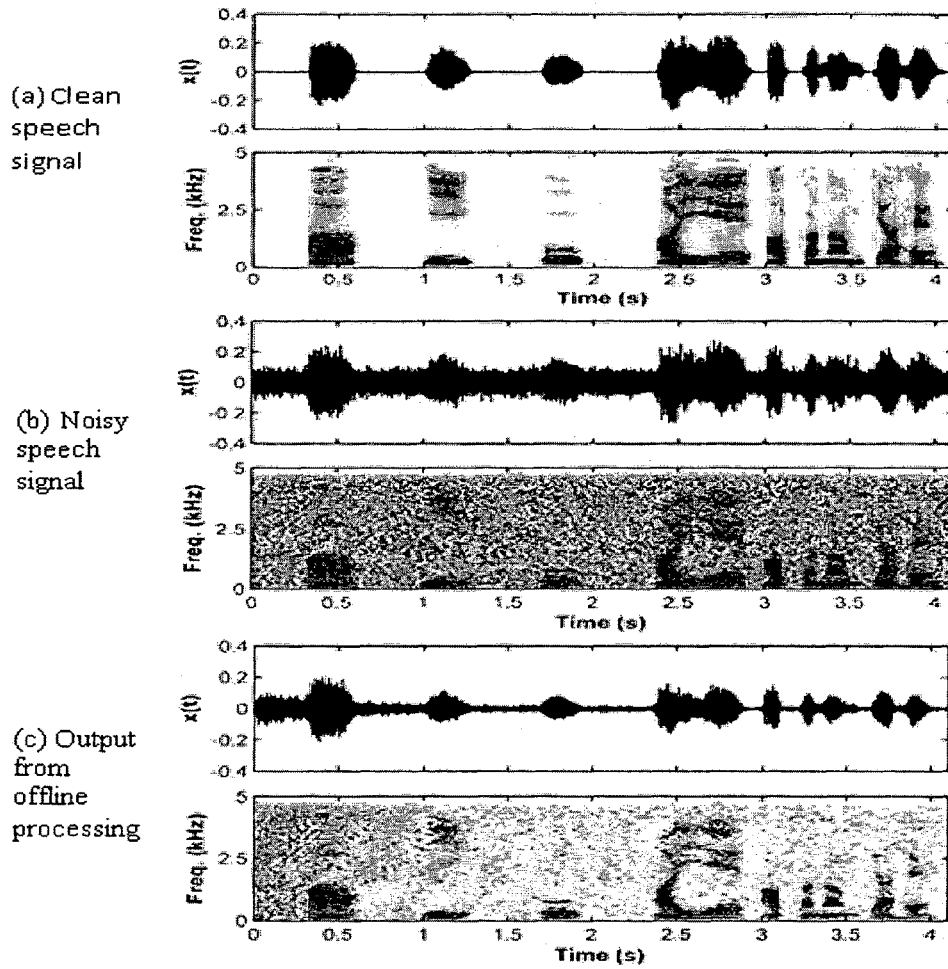 0.4
0.2
0
-0.2
-0.4
x(t)
(a) Clean
speech
signal
5
2.5
0
Freq. (kHz)
0 0.5 1 1.5 2 2.5 3 3.5 4
Time (s)
0.4
0.2
0
-0.2
-0.4
x(t)
(b) Noisy
speech
signal
5
2.5
0
Freq. (kHz)
0 0.5 1 1.5 2 2.5 3 3.5 4
Time (s)
0.4
0.2
0
-0.2
-0.4
x(t)
(c) Output
from
offline
processing
5
2.5
0
Freq. (kHz)
0 0.5 1 1.5 2 2.5 3 3.5 4
Time (s)